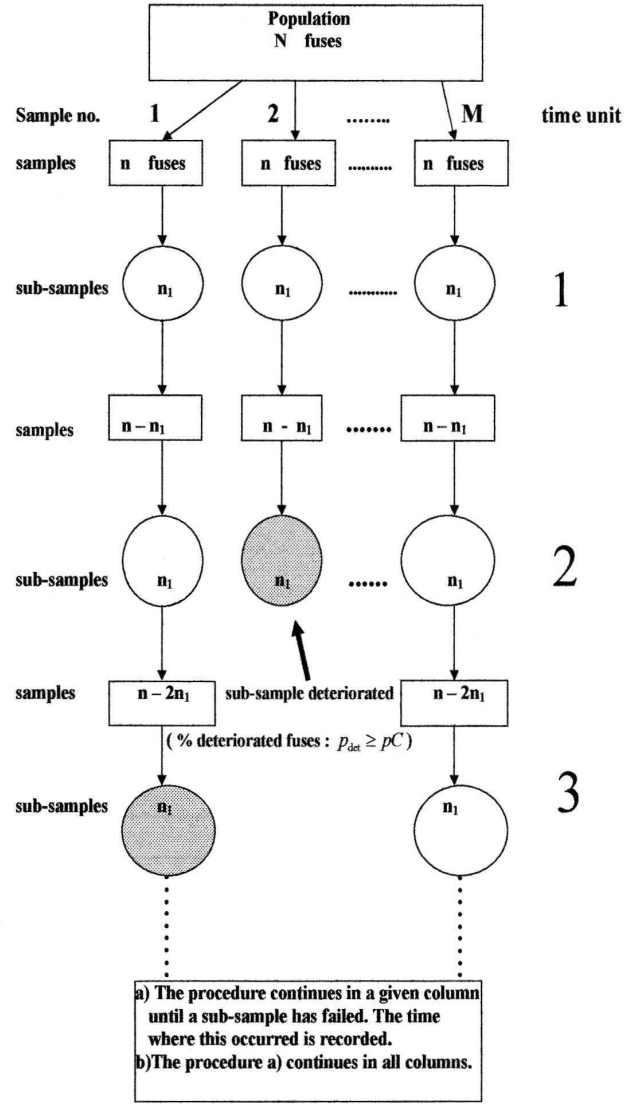 Population
N fuses
Sample no. 1 2 ........ M time unit
samples n fuses n fuses .......... n fuses
sub-samples n₁ n₁ ........... n₁ 1
samples n – n₁ n - n₁ ....... n – n₁
sub-samples n₁ n₁ ...... n₁ 2
samples n – 2n₁ sub-sample deteriorated n – 2n₁
( % deteriorated fuses : p_det ≥ pC )
sub-samples n₁ n₁ 3
a) The procedure continues in a given column
until a sub-sample has failed. The time
where this occurred is recorded.
b)The procedure a) continues in all columns.